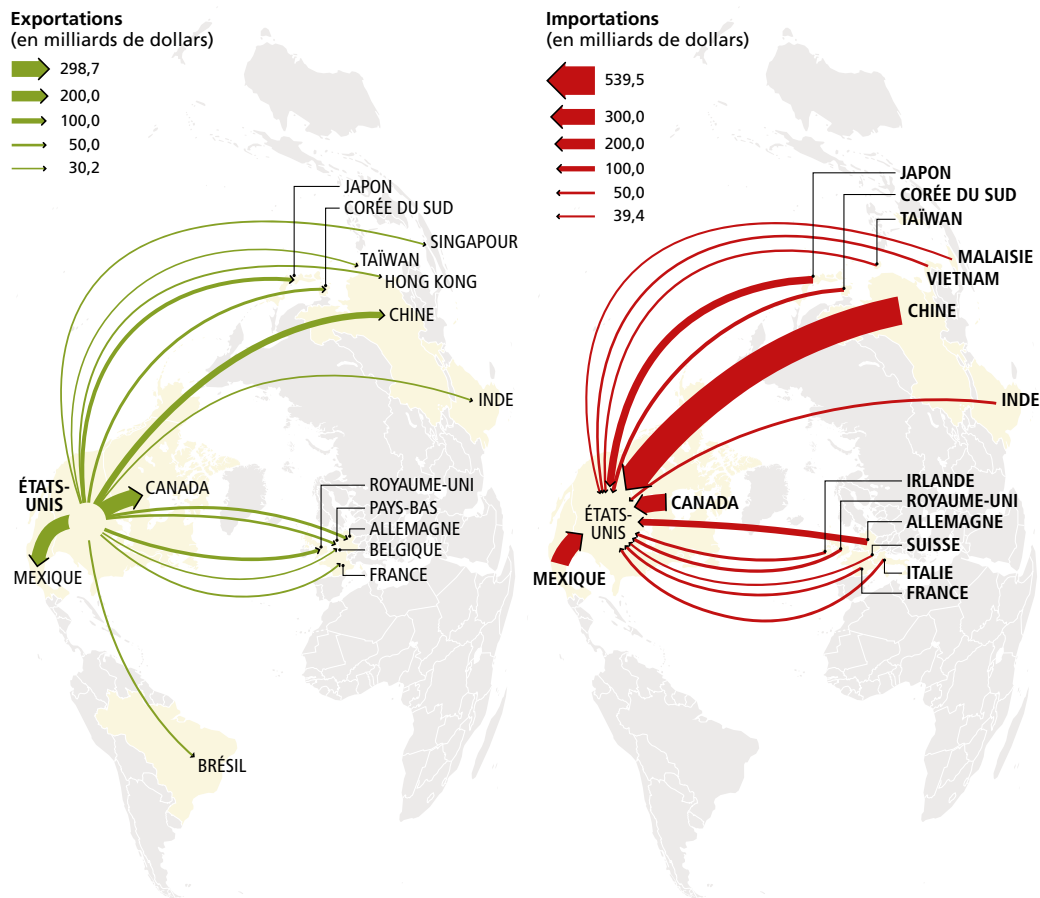 Exportations
(en milliards de dollars)
298,7
200,0
100,0
50,0
30,2
JAPON
CORÉE DU SUD
SINGAPOUR
TAÏWAN
HONG KONG
CHINE
INDE
ÉTATS-
UNIS
CANADA
MEXIQUE
ROYAUME-UNI
PAYS-BAS
ALLEMAGNE
BELGIQUE
FRANCE
BRÉSIL
Importations
(en milliards de dollars)
539,5
300,0
200,0
100,0
50,0
39,4
JAPON
CORÉE DU SUD
TAÏWAN
MALAISIE
VIETNAM
CHINE
INDE
IRLANDE
ROYAUME-UNI
ALLEMAGNE
SUISSE
ITALIE
FRANCE
CANADA
ÉTATS-
UNIS
MEXIQUE